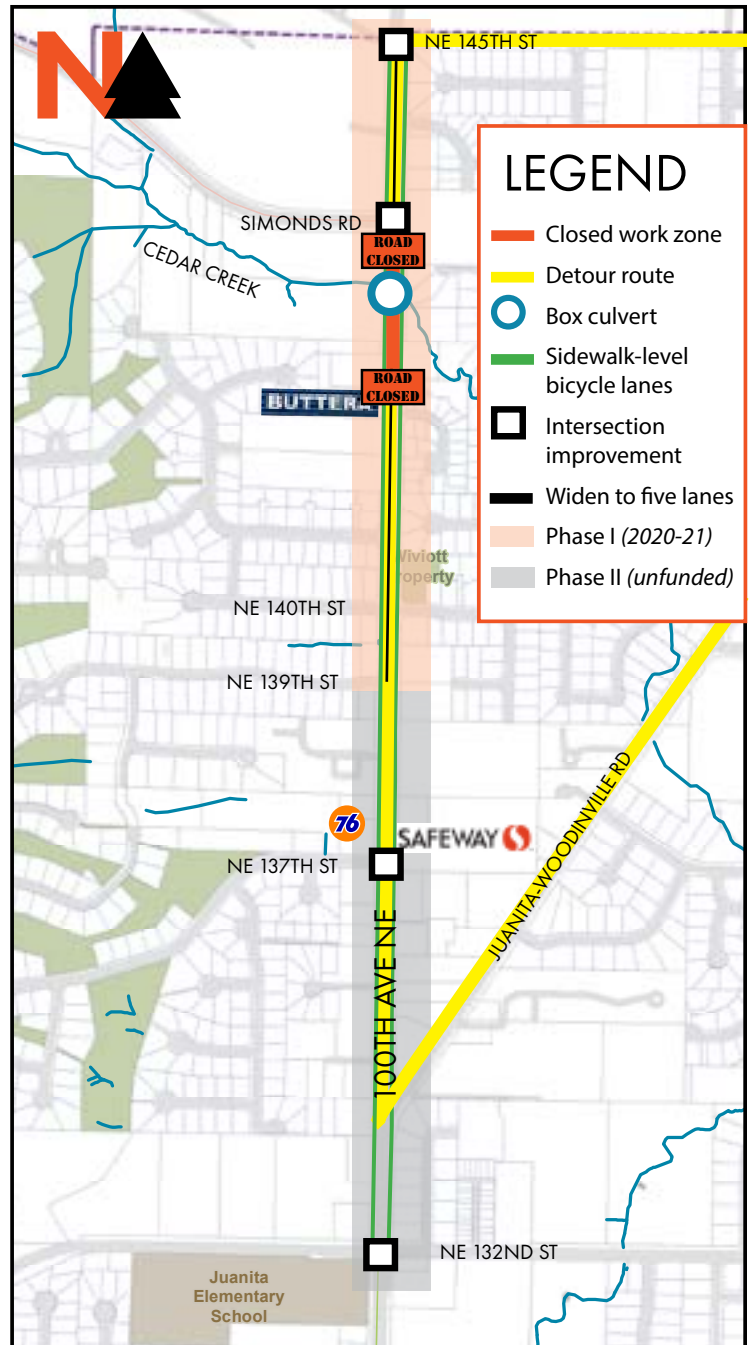 N
NE 145TH ST
LEGEND
Closed work zone
Detour route
Box culvert
Sidewalk-level
bicycle lanes
Intersection
improvement
Widen to five lanes
Phase I (2020-21)
Phase II (unfunded)
SIMONDS RD
ROAD
CLOSED
CEDAR CREEK
ROAD
CLOSED
NE 140TH ST
NE 139TH ST
76
SAFEWAY
NE 137TH ST
JUANITA-WOODINVILLE RD
100TH AVE NE
NE 132ND ST
Juanita
Elementary
School